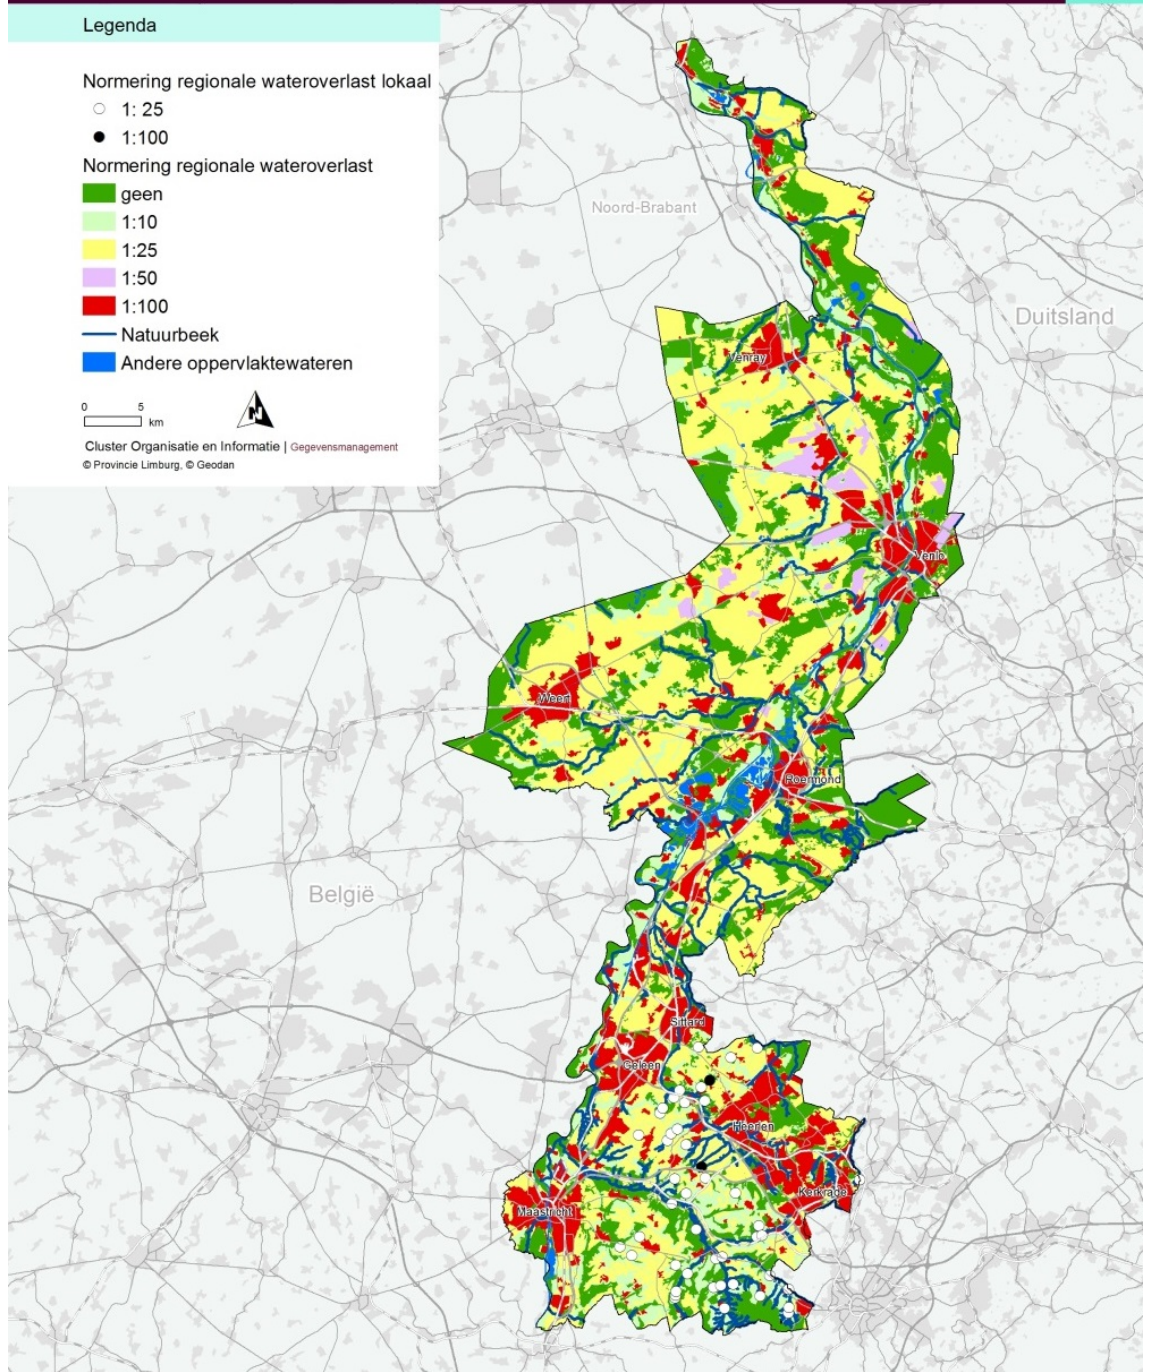 Legenda
Normering regionale wateroverlast lokaal
1: 25
1:100
Normering regionale wateroverlast
geen
1:10
1:25
1:50
1:100
Natuurbeek
Andere oppervlaktewateren
0 5
km
N
Cluster Organisatie en Informatie | Gegevensmanagement
© Provincie Limburg, © Geodan
Noord-Brabant
Duitsland
Venray
Venlo
Weert
Roermond
België
Sittard
Geleen
Heerlen
Kerkrade
Maastricht